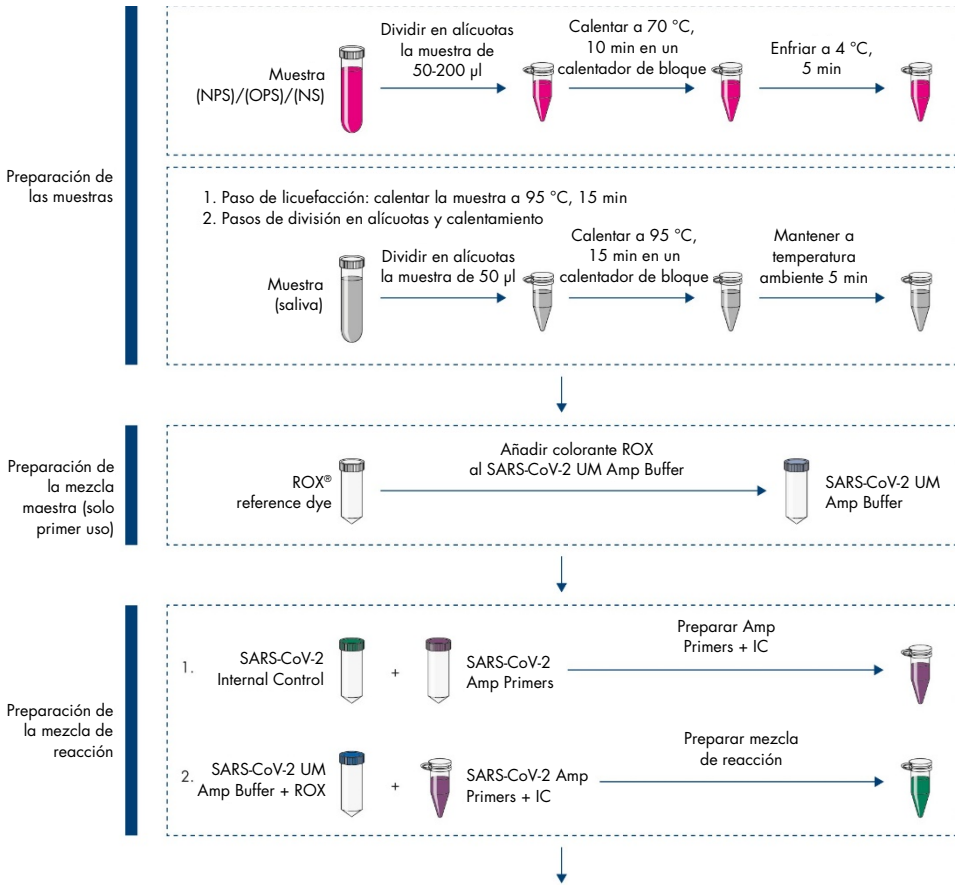 Preparación de
las muestras
Muestra
(NPS)/(OPS)/(NS)
Dividir en alícuotas
la muestra de
50-200 µl
Calentar a 70 °C,
10 min en un
calentador de bloque
Enfriar a 4 °C,
5 min
1. Paso de licuefacción: calentar la muestra a 95 °C, 15 min
2. Pasos de división en alícuotas y calentamiento
Muestra
(saliva)
Dividir en alícuotas
la muestra de 50 µl
Calentar a 95 °C,
15 min en un
calentador de bloque
Mantener a
temperatura
ambiente 5 min
Preparación de
la mezcla
maestra (solo
primer uso)
ROX®
reference dye
Añadir colorante ROX
al SARS-CoV-2 UM Amp Buffer
SARS-CoV-2 UM
Amp Buffer
Preparación de
la mezcla de
reacción
1.
SARS-CoV-2
Internal Control
+
SARS-CoV-2
Amp Primers
Preparar Amp
Primers + IC
2.
SARS-CoV-2 UM
Amp Buffer + ROX
+
SARS-CoV-2 Amp
Primers + IC
Preparar mezcla
de reacción